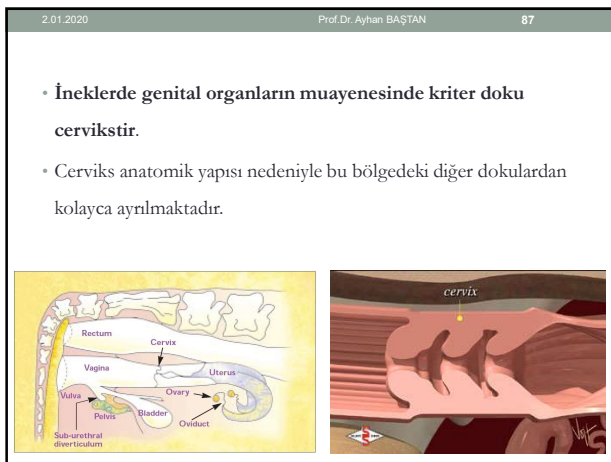 2.01.2020 Prof.Dr. Ayhan BAŞTAN 87
• İneklerde genital organların muayenesinde kriter doku
cervikstir.
• Cerviks anatomik yapısı nedeniyle bu bölgedeki diğer dokulardan
kolayca ayrılmaktadır.
Rectum
Cervix
Vagina
Uterus
Vulva
Ovary
Pelvis
Bladder
Oviduct
Sub-urethral
diverticulum
cervix